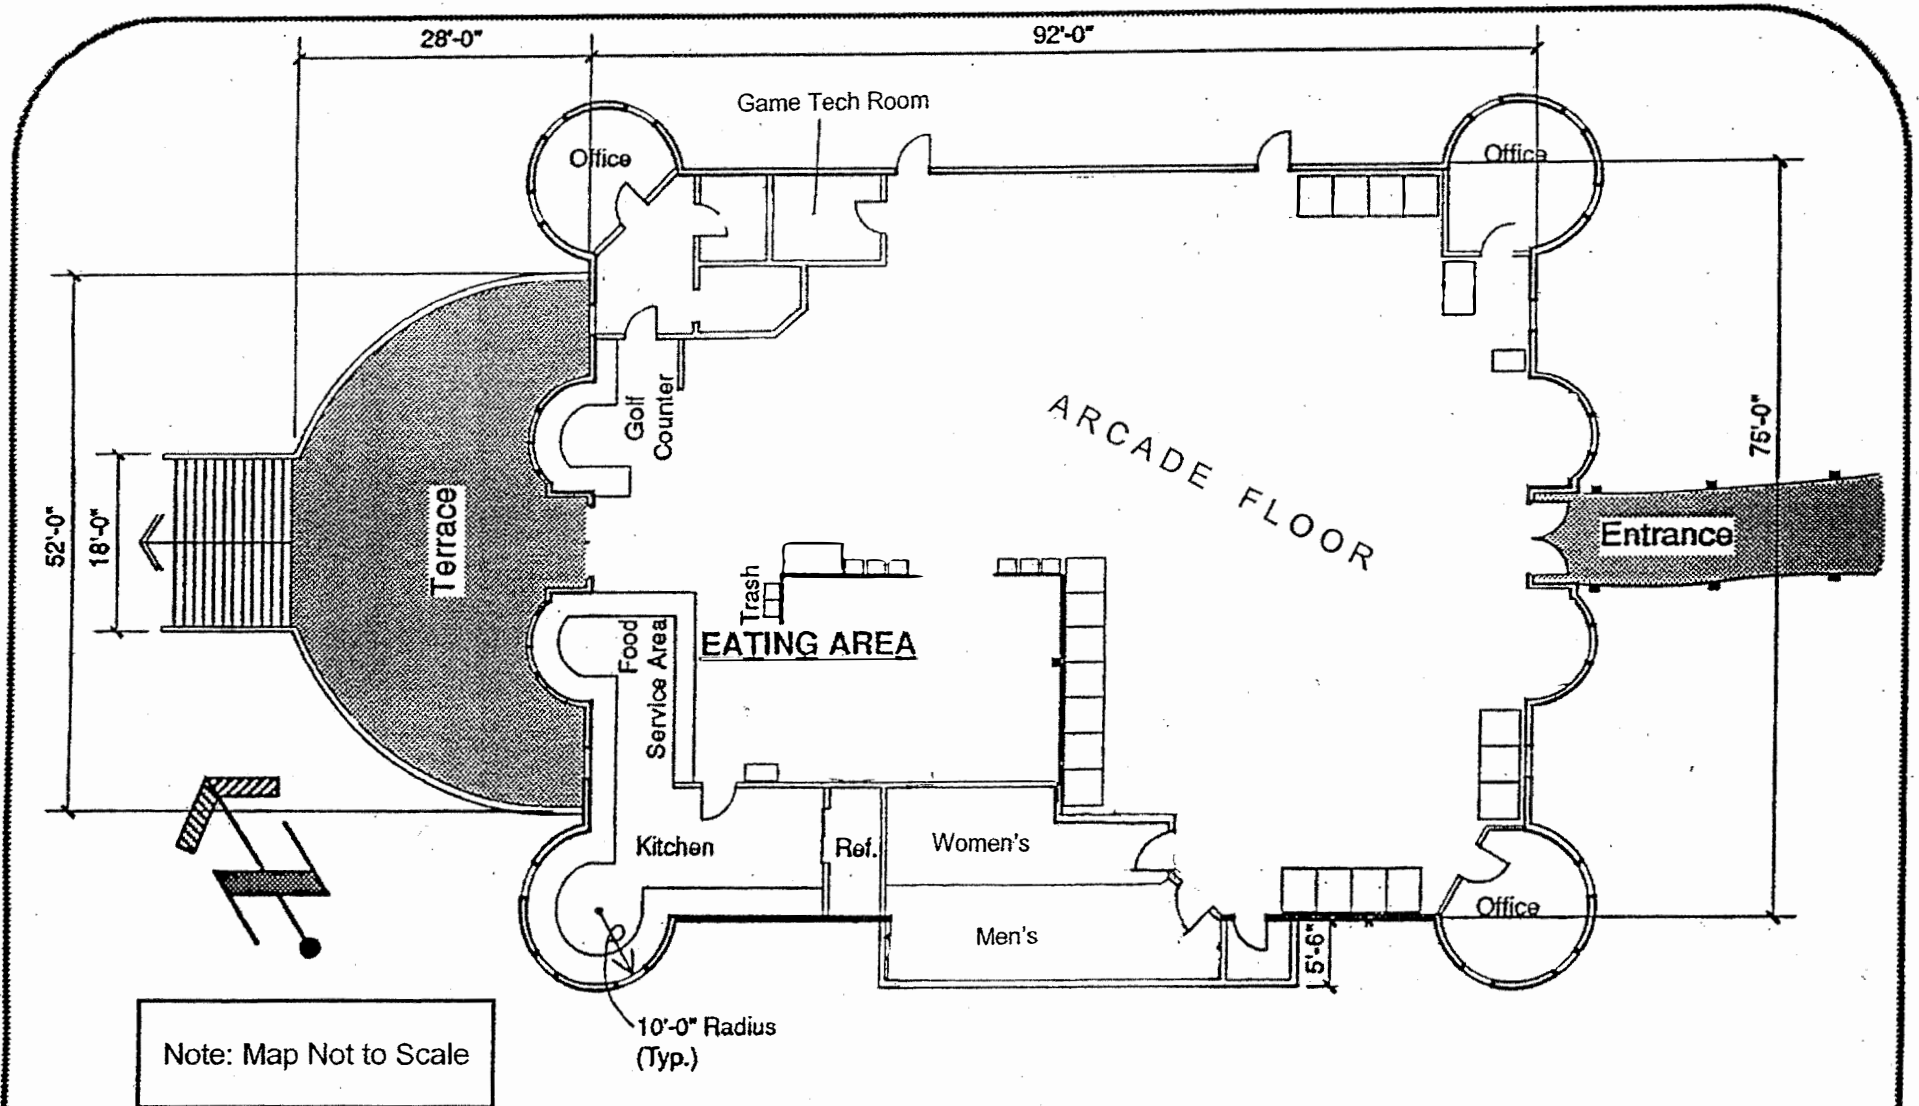 28'-0"
92'-0"
Game Tech Room
Office
Office
Golf
Counter
ARCADE FLOOR
75'-0"
52'-0"
18'-0"
Terrace
Entrance
Trash
EATING AREA
Food
Service Area
Kitchen
Ref.
Women's
Men's
Office
5'-6"
10'-0" Radius
(Typ.)
Note: Map Not to Scale